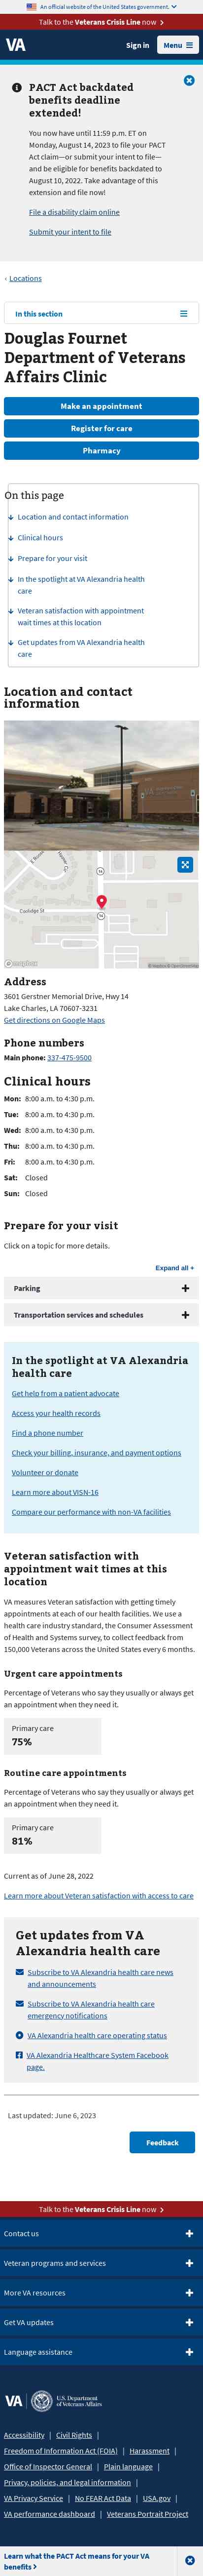 An official website of the United States government.
Talk to the Veterans Crisis Line now
VA
Sign in
Menu
PACT Act backdated
benefits deadline
extended!
You now have until 11:59 p.m. ET on
Monday, August 14, 2023 to file your PACT
Act claim—or submit your intent to file—
and be eligible for benefits backdated to
August 10, 2022. Take advantage of this
extension and file now!
File a disability claim online
Submit your intent to file
‹ Locations
In this section
Douglas Fournet
Department of Veterans
Affairs Clinic
Make an appointment
Register for care
Pharmacy
On this page
Location and contact information
Clinical hours
Prepare for your visit
In the spotlight at VA Alexandria health
care
Veteran satisfaction with appointment
wait times at this location
Get updates from VA Alexandria health
care
Location and contact
information
74
Coolidge St
74
mapbox
Address
3601 Gerstner Memorial Drive, Hwy 14
Lake Charles, LA 70607-3231
Get directions on Google Maps
Phone numbers
Main phone: 337-475-9500
Clinical hours
Mon: 8:00 a.m. to 4:30 p.m.
Tue: 8:00 a.m. to 4:30 p.m.
Wed: 8:00 a.m. to 4:30 p.m.
Thu: 8:00 a.m. to 4:30 p.m.
Fri: 8:00 a.m. to 4:30 p.m.
Sat: Closed
Sun: Closed
Prepare for your visit
Click on a topic for more details.
Expand all +
Parking
Transportation services and schedules
In the spotlight at VA Alexandria
health care
Get help from a patient advocate
Access your health records
Find a phone number
Check your billing, insurance, and payment options
Volunteer or donate
Learn more about VISN-16
Compare our performance with non-VA facilities
Veteran satisfaction with
appointment wait times at this
location
VA measures Veteran satisfaction with getting timely
appointments at each of our health facilities. We use a
health care industry standard, the Consumer Assessment
of Health and Systems survey, to collect feedback from
150,000 Veterans across the United States every 6 months.
Urgent care appointments
Percentage of Veterans who say they usually or always get
an appointment when they need it.
Primary care
75%
Routine care appointments
Percentage of Veterans who say they usually or always get
an appointment when they need it.
Primary care
81%
Current as of June 28, 2022
Learn more about Veteran satisfaction with access to care
Get updates from VA
Alexandria health care
Subscribe to VA Alexandria health care news
and announcements
Subscribe to VA Alexandria health care
emergency notifications
VA Alexandria health care operating status
VA Alexandria Healthcare System Facebook
page.
Last updated: June 6, 2023
Feedback
Talk to the Veterans Crisis Line now
Contact us
Veteran programs and services
More VA resources
Get VA updates
Language assistance
VA
U.S. Department
of Veterans Affairs
Accessibility | Civil Rights |
Freedom of Information Act (FOIA) | Harassment |
Office of Inspector General | Plain language |
Privacy, policies, and legal information |
VA Privacy Service | No FEAR Act Data | USA.gov |
VA performance dashboard | Veterans Portrait Project
Learn what the PACT Act means for your VA
benefits